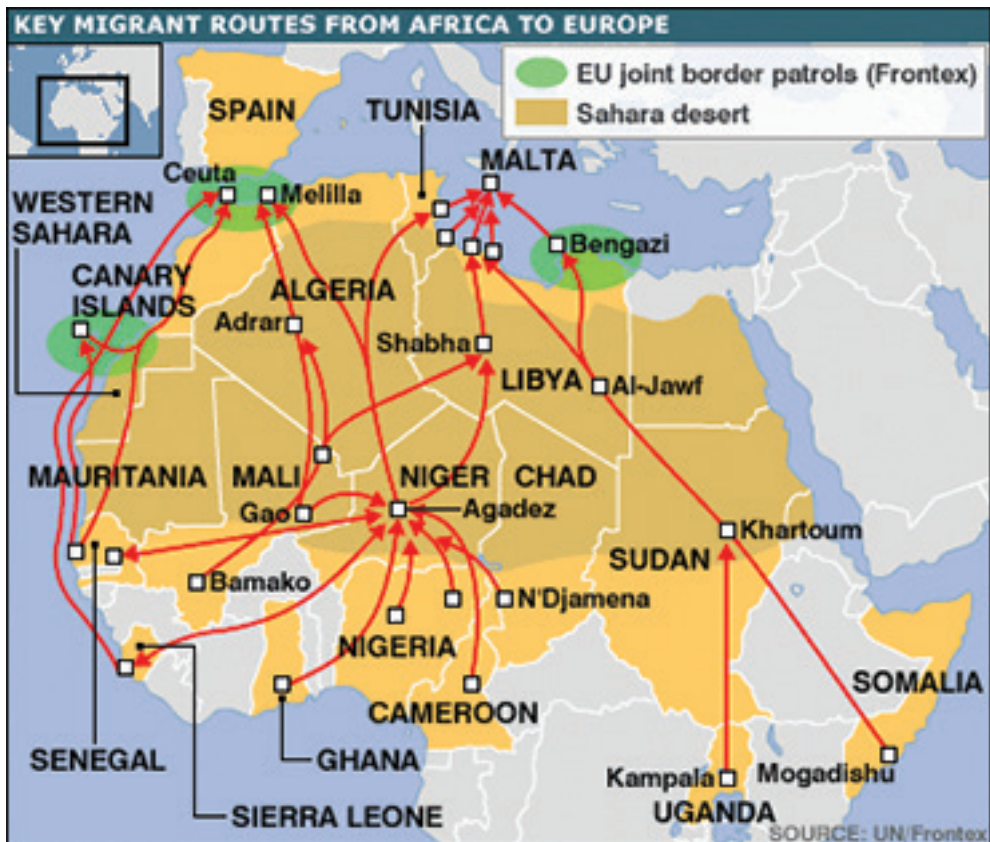 KEY MIGRANT ROUTES FROM AFRICA TO EUROPE
EU joint border patrols (Frontex)
Sahara desert
SPAIN
TUNISIA
MALTA
Ceuta
Melilla
WESTERN
SAHARA
Bengazi
CANARY
ISLANDS
ALGERIA
Adrar
Shabha
LIBYA
Al-Jawf
MAURITANIA
MALI
NIGER
CHAD
Gao
Agadez
Khartoum
SUDAN
Bamako
N'Djamena
NIGERIA
SOMALIA
CAMEROON
SENEGAL
GHANA
Kampala
Mogadishu
UGANDA
SIERRA LEONE
SOURCE: UN/Frontex